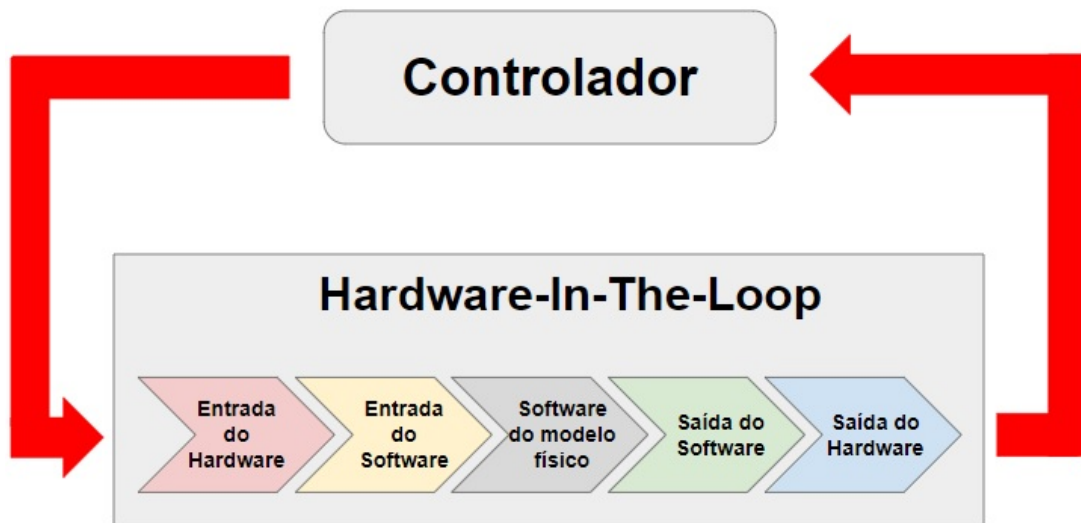 Controlador
Hardware-In-The-Loop
Entrada
do
Hardware
Entrada
do
Software
Software
do modelo
físico
Saída do
Software
Saída do
Hardware